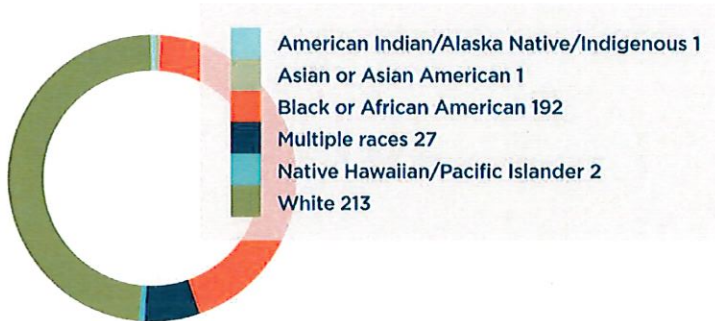 American Indian/Alaska Native/Indigenous 1
Asian or Asian American 1
Black or African American 192
Multiple races 27
Native Hawaiian/Pacific Islander 2
White 213